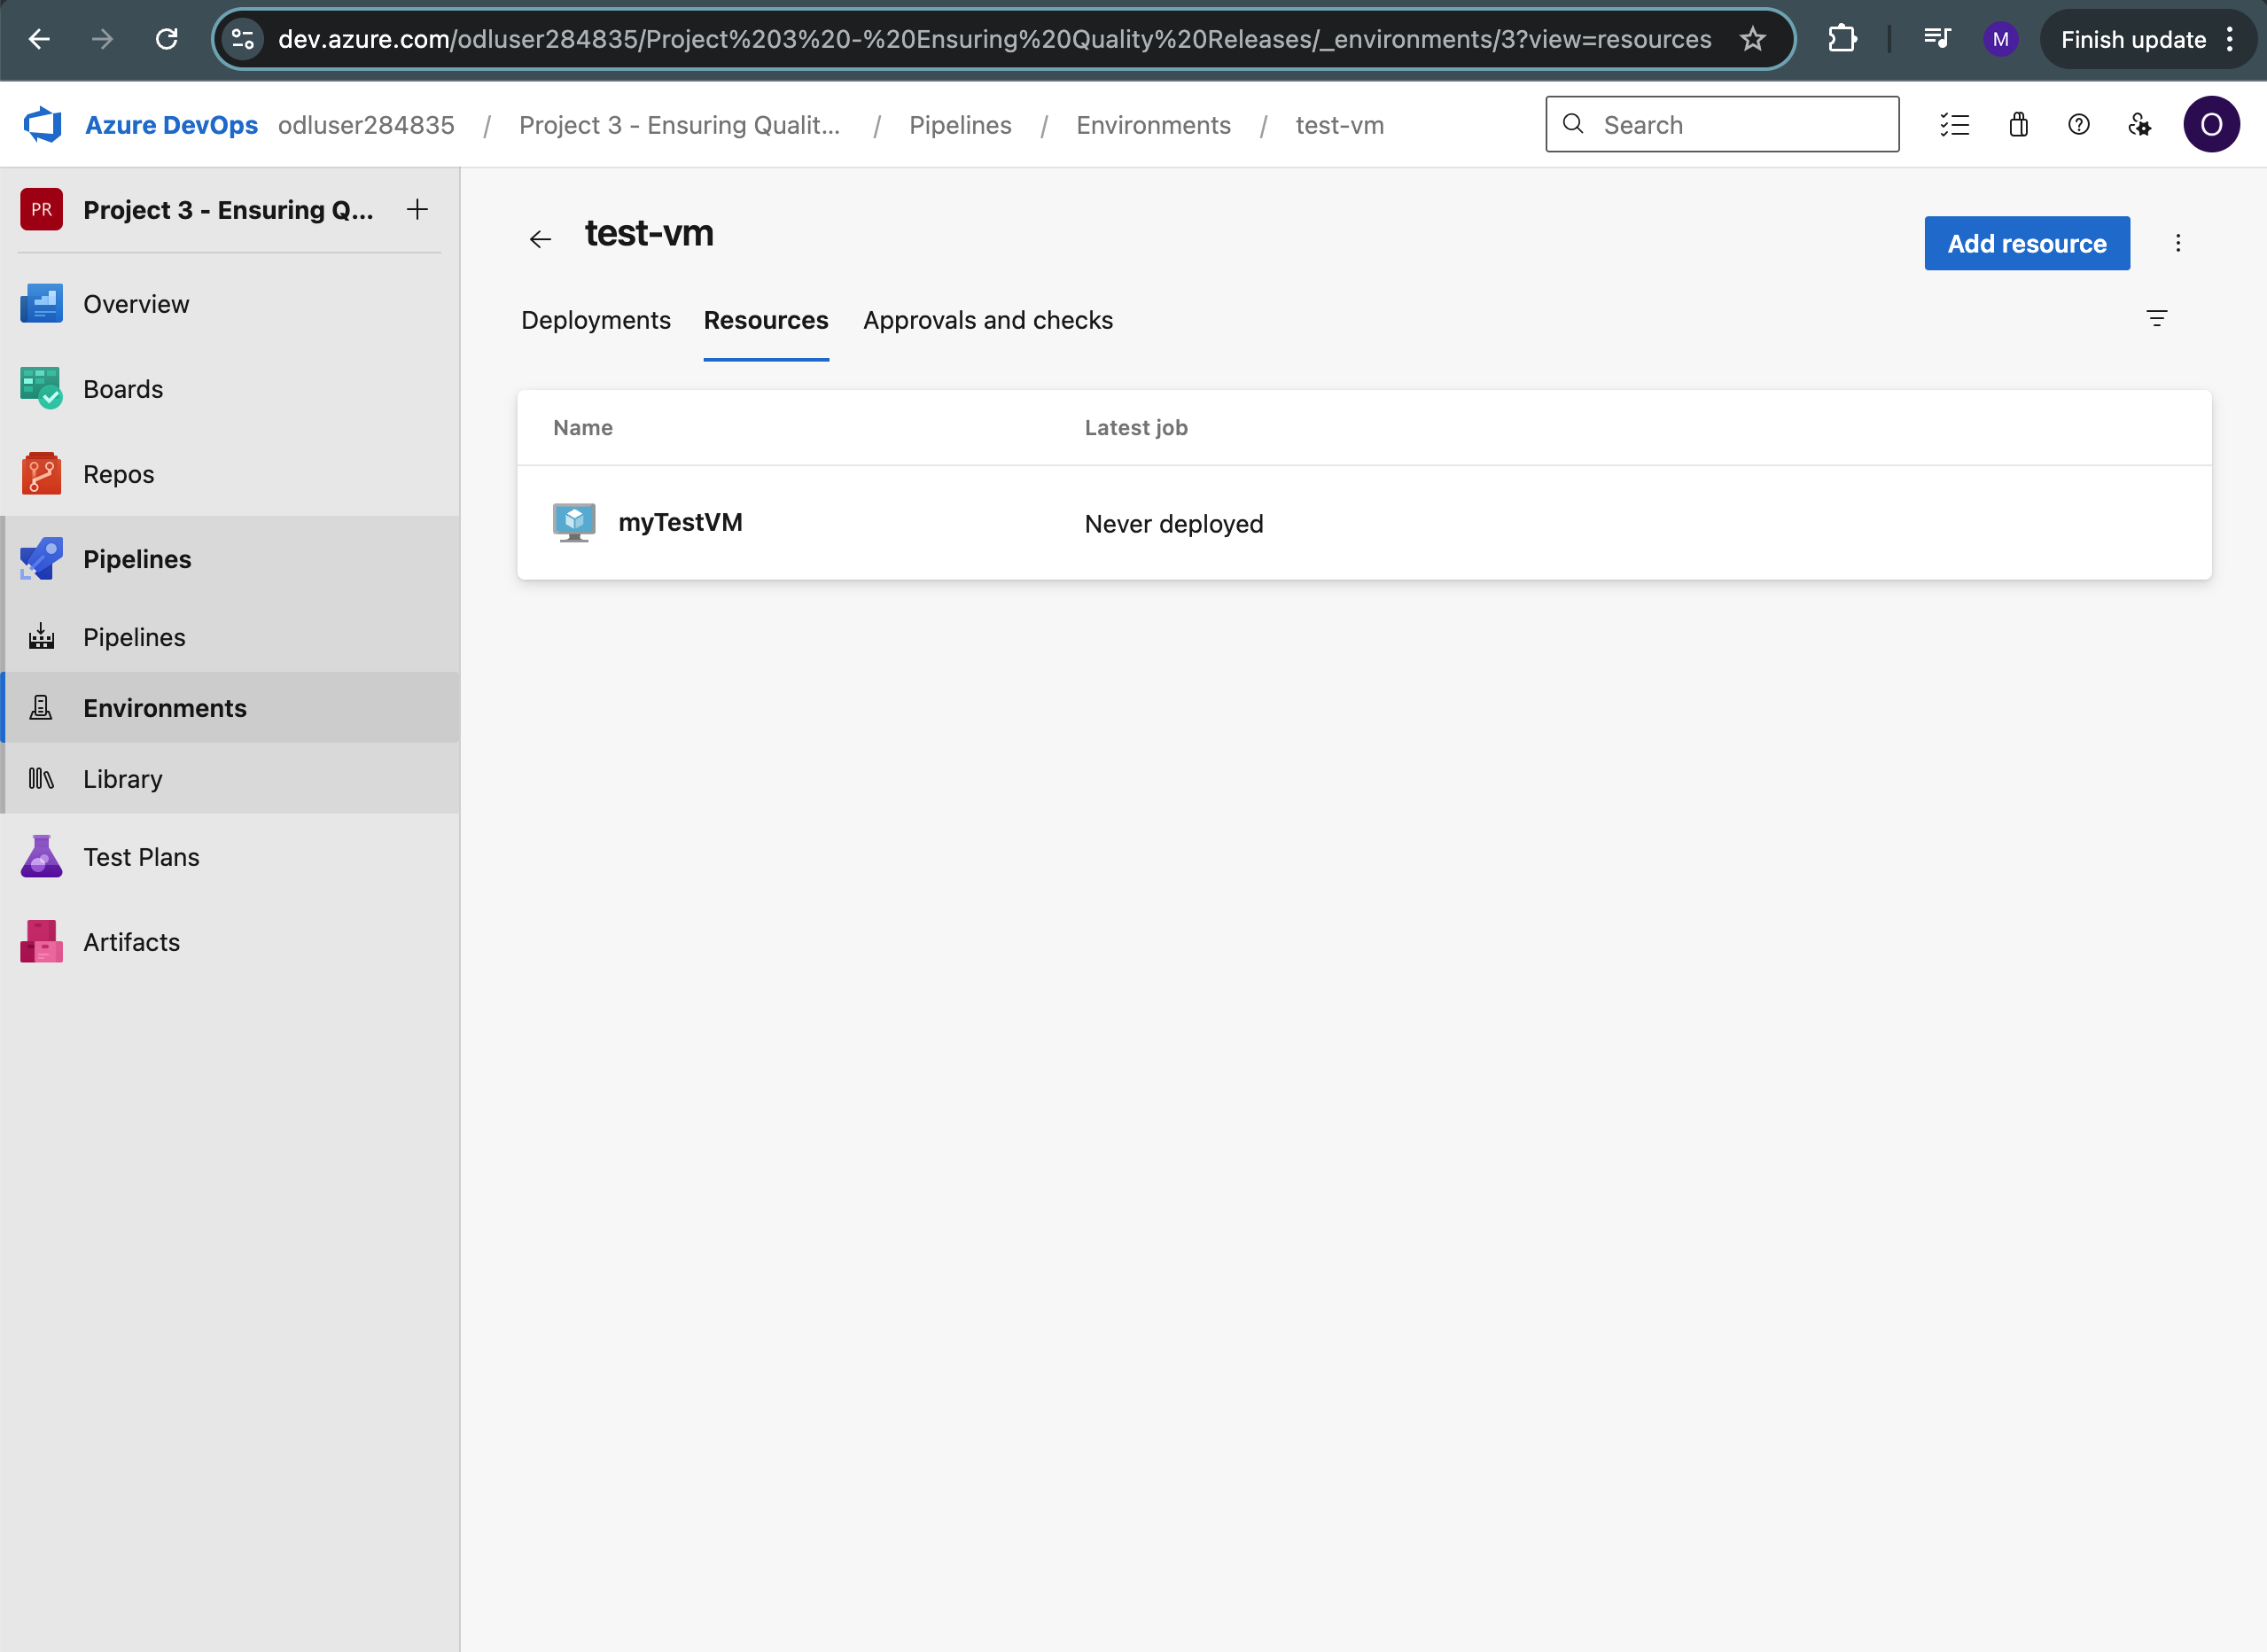 dev.azure.com/odluser284835/Project%203%20-%20Ensuring%20Quality%20Releases/_environments/3?view=resources
M
Finish update
Azure DevOps
odluser284835 / Project 3 - Ensuring Qualit... / Pipelines / Environments / test-vm
Search
O
PR
Project 3 - Ensuring Q...
Overview
Boards
Repos
Pipelines
Pipelines
Environments
Library
Test Plans
Artifacts
test-vm
Add resource
Deployments
Resources
Approvals and checks
Name
Latest job
myTestVM
Never deployed